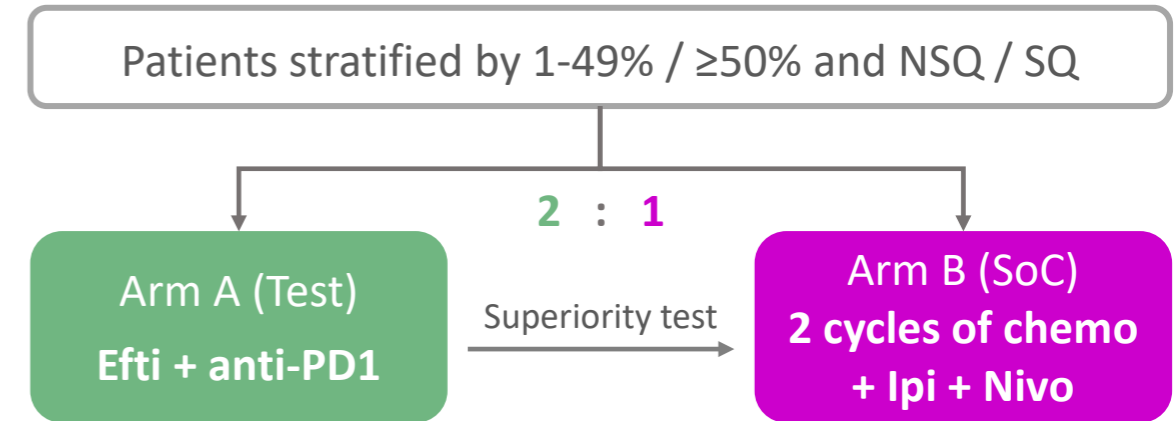 Patients stratified by 1-49% / ≥50% and NSQ / SQ
2 : 1
Arm A (Test)
Efti + anti-PD1
Superiority test
Arm B (SoC)
2 cycles of chemo
+ Ipi + Nivo